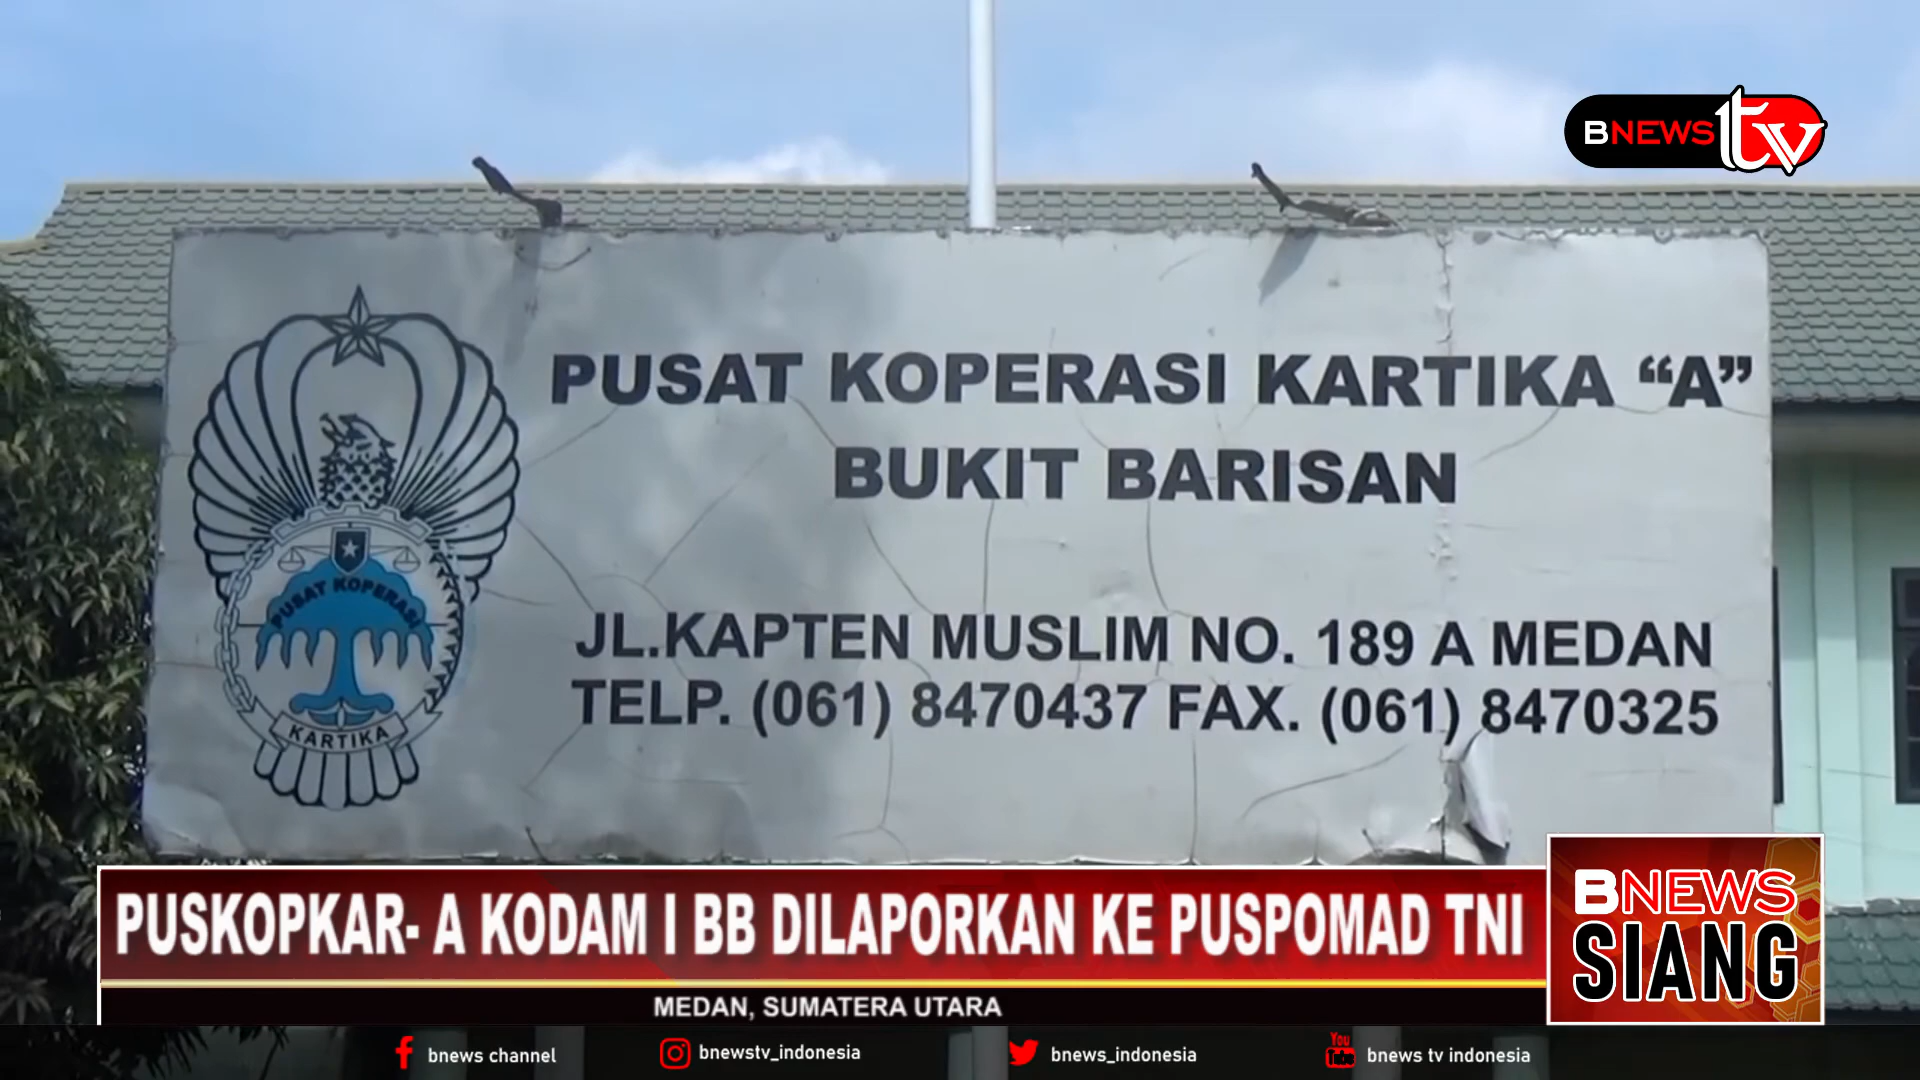 BNEWS tv
PUSAT KOPERASI KARTIKA “A”
BUKIT BARISAN
PUSAT KOPERASI
KARTIKA
JL.KAPTEN MUSLIM NO. 189 A MEDAN
TELP. (061) 8470437 FAX. (061) 8470325
PUSKOPKAR- A KODAM I BB DILAPORKAN KE PUSPOMAD TNI
MEDAN, SUMATERA UTARA
BNEWS
SIANG
bnews channel
bnewstv_indonesia
bnews_indonesia
You
Tube
bnews tv indonesia